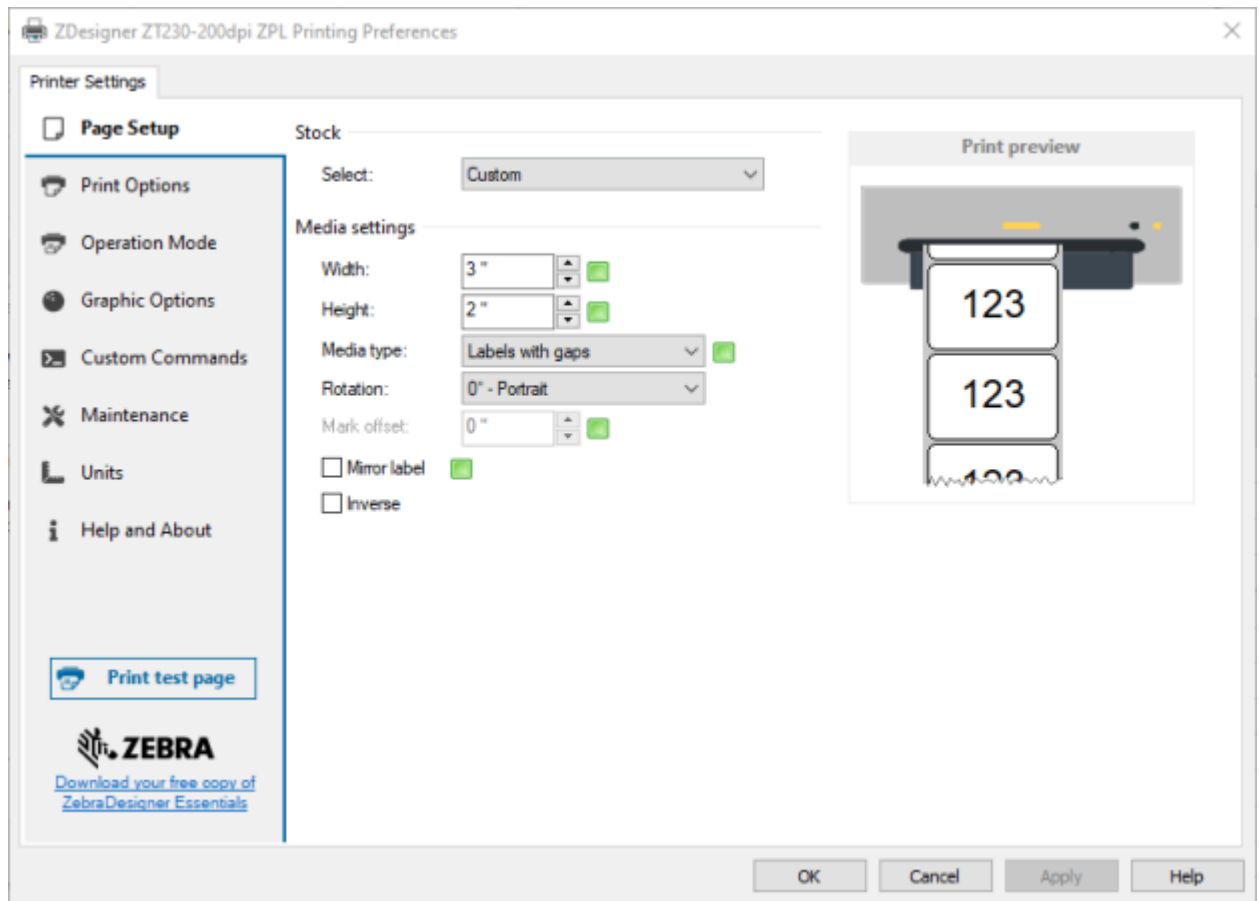 ZDesigner ZT230-200dpi ZPL Printing Preferences
Printer Settings
Page Setup
Print Options
Operation Mode
Graphic Options
Custom Commands
Maintenance
Units
Help and About
Print test page
ZEBRA
Download your free copy of
ZebraDesigner Essentials
Stock
Select: Custom
Media settings
Width: 3 "
Height: 2 "
Media type: Labels with gaps
Rotation: 0° - Portrait
Mark offset: 0 "
Mirror label
Inverse
Print preview
123
123
123
OK Cancel Apply Help